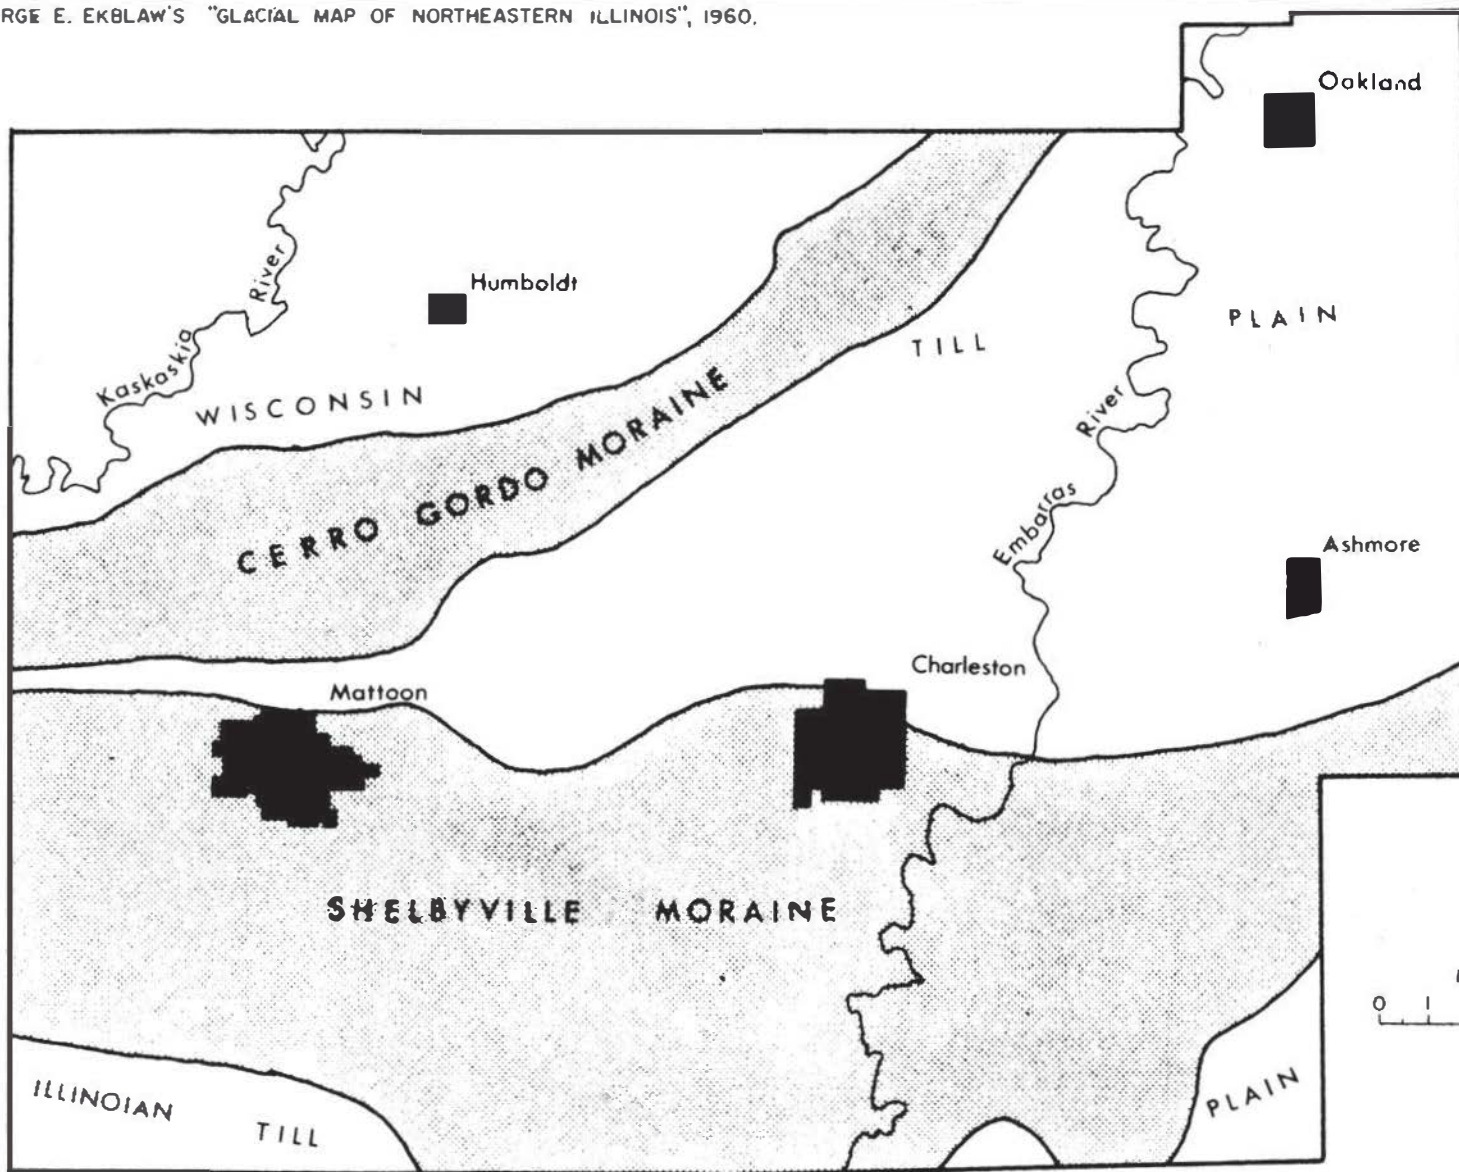 RGE E. EKBLAW'S "GLACIAL MAP OF NORTHEASTERN ILLINOIS", 1960.
Oakland
Humboldt
Kaskaskia River
WISCONSIN
TILL
PLAIN
CERRO GORDO MORAINE
Embarras River
Ashmore
Charleston
Mattoon
SHELBYVILLE MORAINE
0 1
ILLINOIAN
TILL
PLAIN